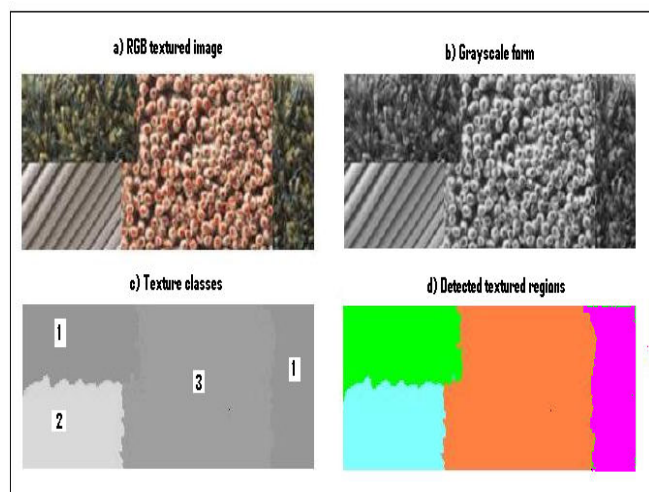 a) RGB textured image
b) Grayscale form
c) Texture classes
d) Detected textured regions
1
3
1
2